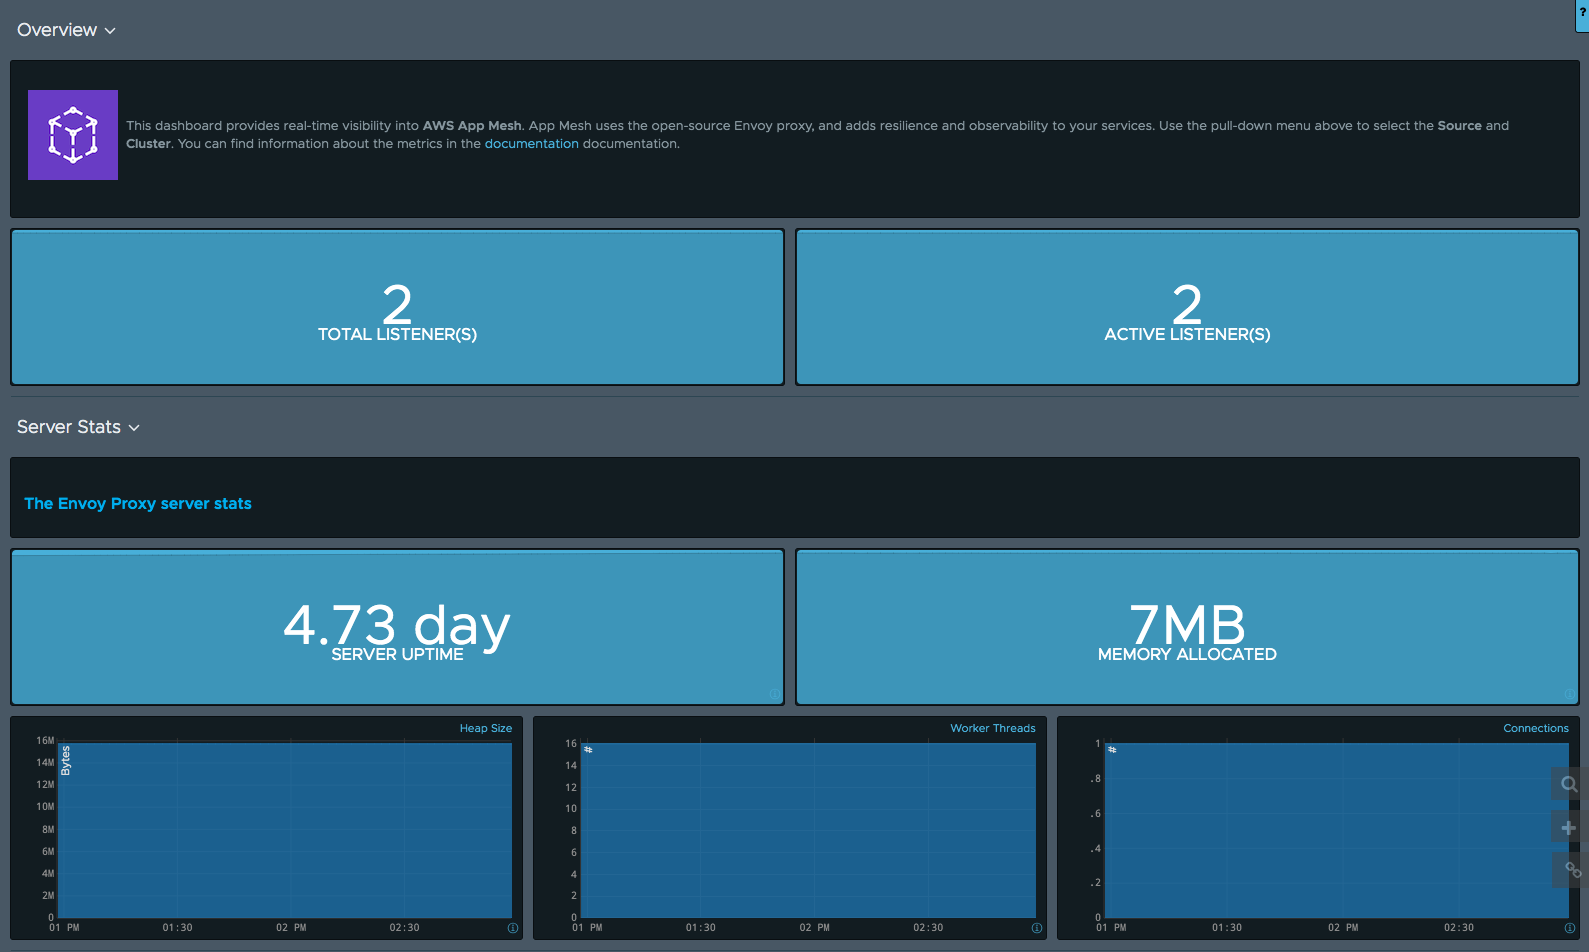 ?
Overview
This dashboard provides real-time visibility into AWS App Mesh. App Mesh uses the open-source Envoy proxy, and adds resilience and observability to your services. Use the pull-down menu above to select the Source and
Cluster. You can find information about the metrics in the documentation documentation.
2
TOTAL LISTENER(S)
2
ACTIVE LISTENER(S)
Server Stats
The Envoy Proxy server stats
4.73 day
SERVER UPTIME
7MB
MEMORY ALLOCATED
Heap Size
16M
Bytes
14M
12M
10M
8M
6M
4M
2M
0
01 PM 01:30 02 PM 02:30
Worker Threads
16
#
14
12
10
8
6
4
2
0
01 PM 01:30 02 PM 02:30
Connections
1
#
.8
.6
.4
.2
0
01 PM 01:30 02 PM 02:30